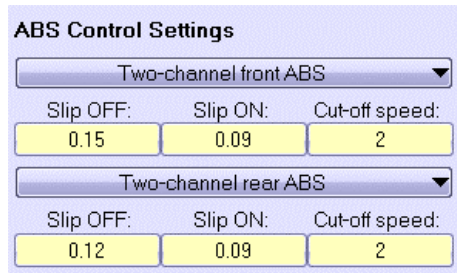 ABS Control Settings
Two-channel front ABS
Slip OFF: Slip ON: Cut-off speed:
0.15 0.09 2
Two-channel rear ABS
Slip OFF: Slip ON: Cut-off speed:
0.12 0.09 2